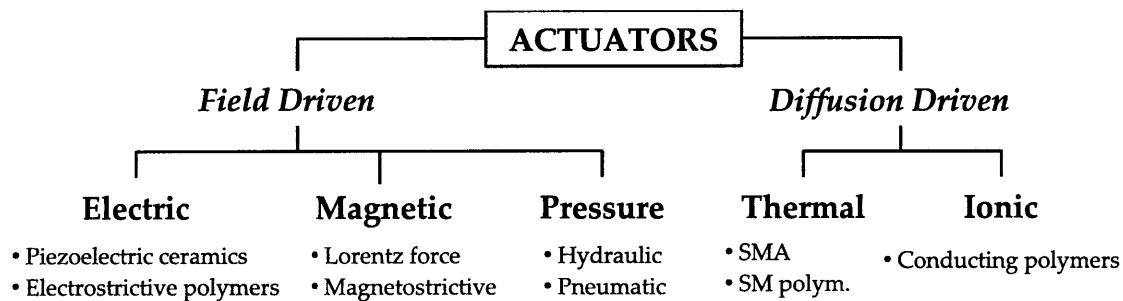 ACTUATORS
Field Driven
Diffusion Driven
Electric
Magnetic
Pressure
Thermal
Ionic
• Piezoelectric ceramics
• Electrostrictive polymers
• Lorentz force
• Magnetostrictive
• Hydraulic
• Pneumatic
• SMA
• SM polym.
• Conducting polymers